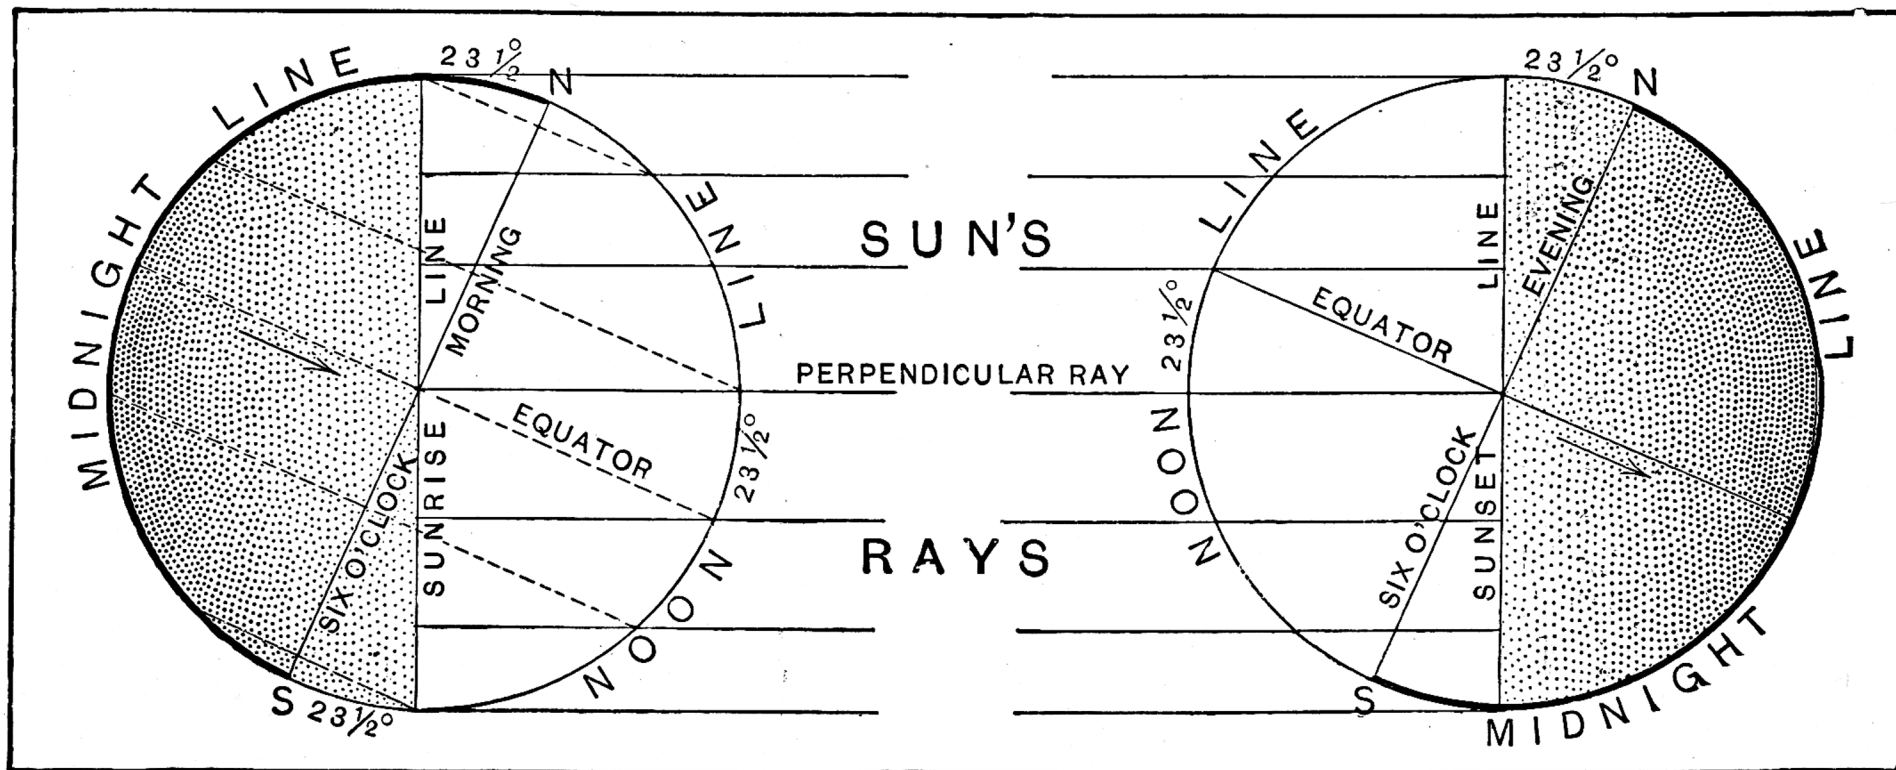 23½°
N
MIDNIGHT LINE
LINE
MORNING
SIX O'CLOCK
SUNRISE
EQUATOR
NOON LINE
23½°
S
23½°
SUN'S
PERPENDICULAR RAY
RAYS
23½°
N
NOON LINE
23½°
EQUATOR
LINE
EVENING
SIX O'CLOCK
SUNSET
S
MIDNIGHT LINE